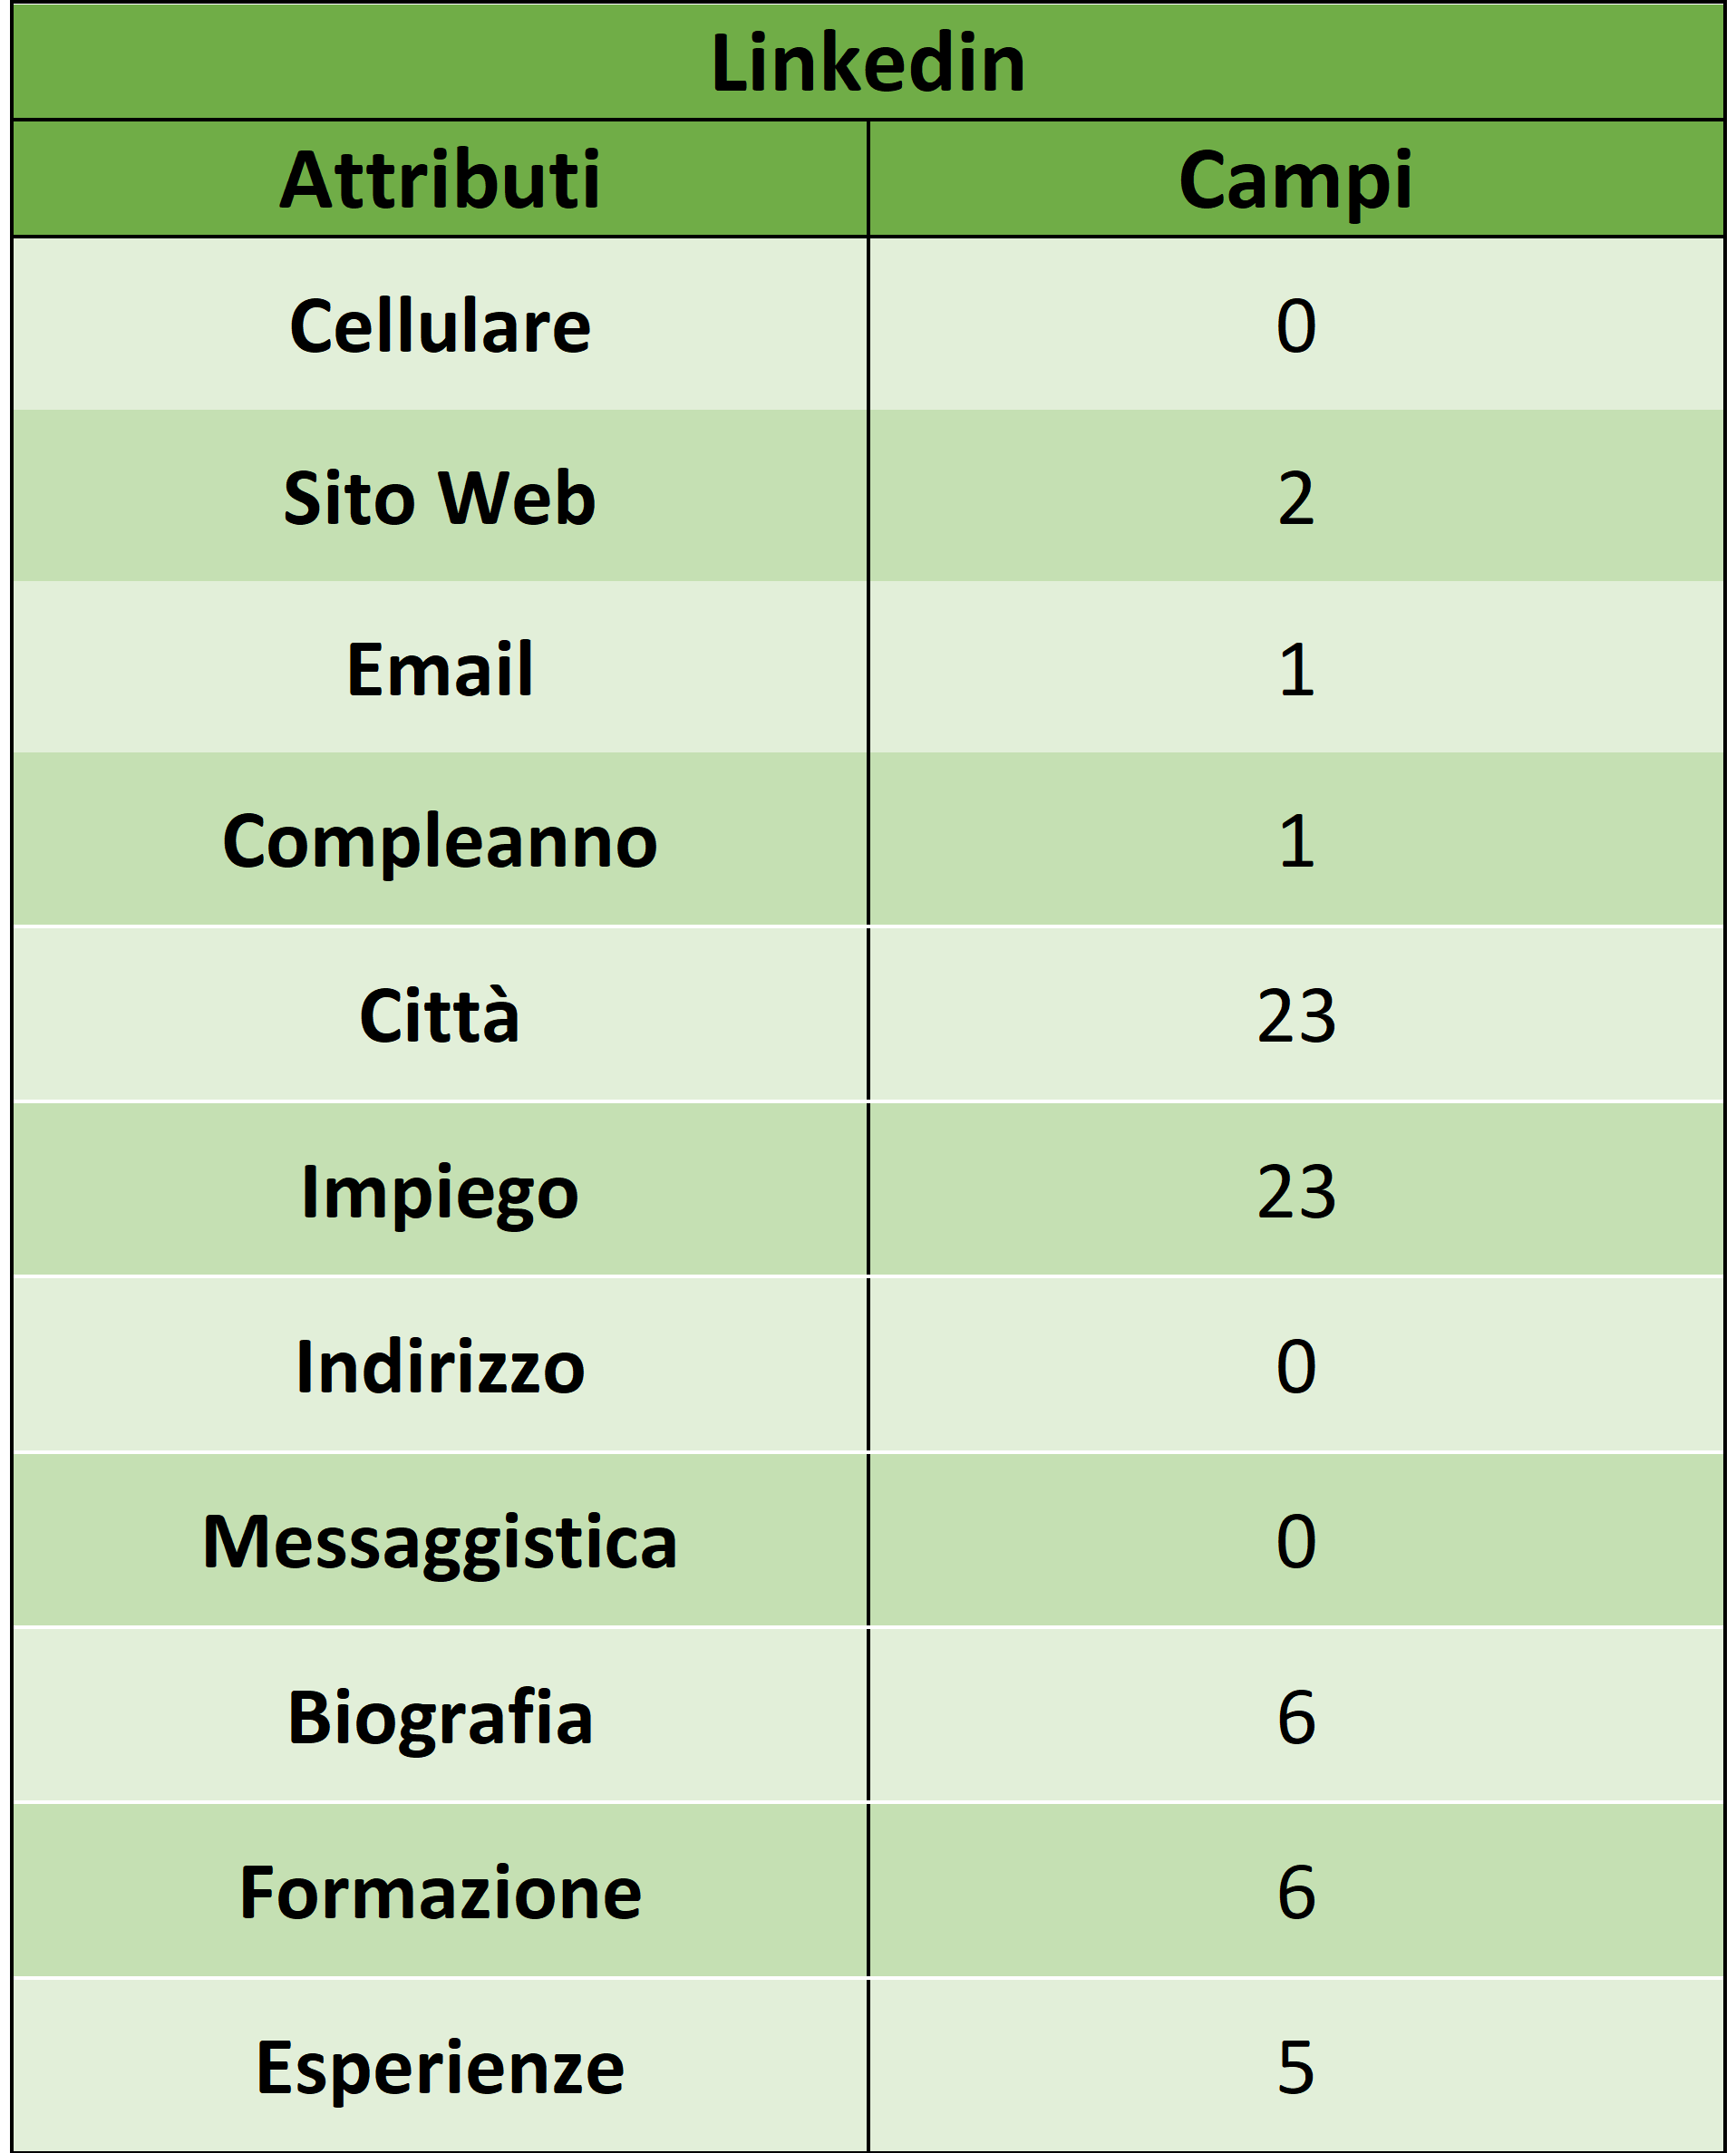 Linkedin
Attributi Campi
Cellulare 0
Sito Web 2
Email 1
Compleanno 1
Città 23
Impiego 23
Indirizzo 0
Messaggistica 0
Biografia 6
Formazione 6
Esperienze 5